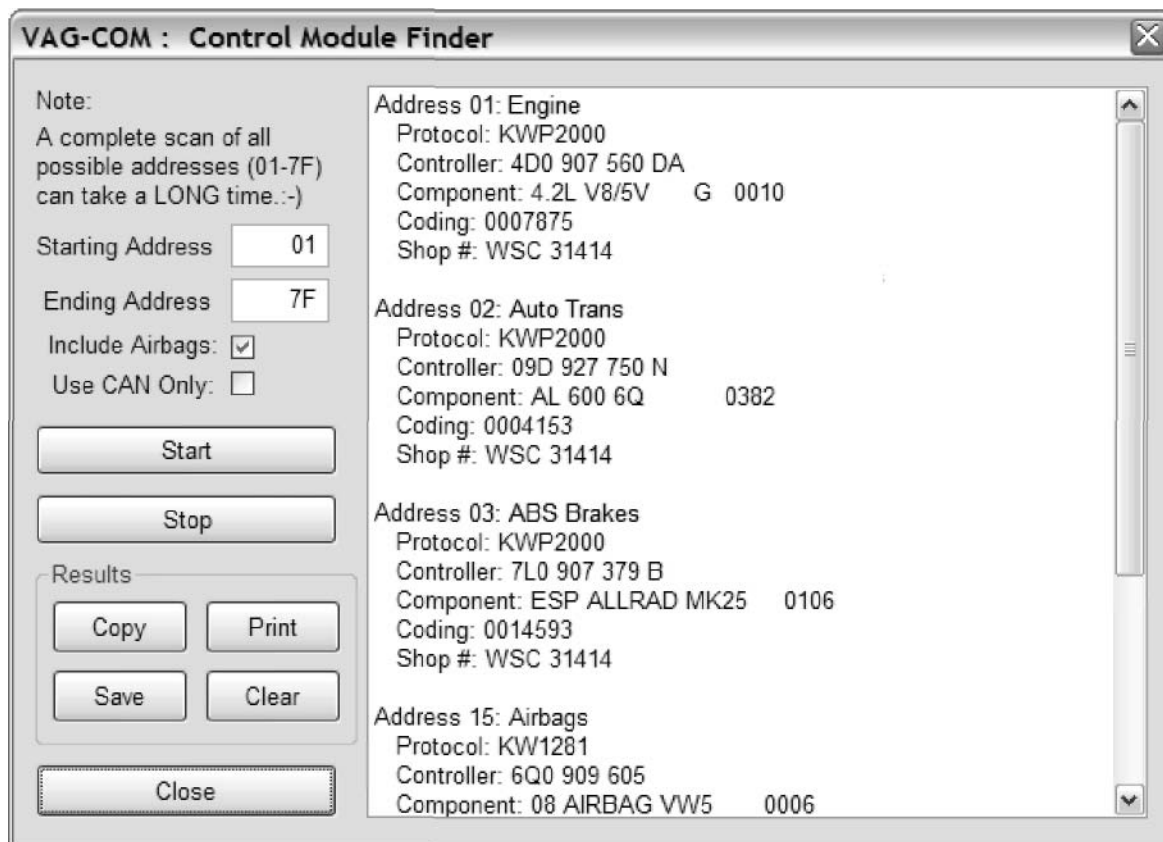 VAG-COM : Control Module Finder
Note:
A complete scan of all
possible addresses (01-7F)
can take a LONG time.:-)
Starting Address 01
Ending Address 7F
Include Airbags:
Use CAN Only:
Start
Stop
Results
Copy Print
Save Clear
Close
Address 01: Engine
Protocol: KWP2000
Controller: 4D0 907 560 DA
Component: 4.2L V8/5V G 0010
Coding: 0007875
Shop #: WSC 31414
Address 02: Auto Trans
Protocol: KWP2000
Controller: 09D 927 750 N
Component: AL 600 6Q 0382
Coding: 0004153
Shop #: WSC 31414
Address 03: ABS Brakes
Protocol: KWP2000
Controller: 7L0 907 379 B
Component: ESP ALLRAD MK25 0106
Coding: 0014593
Shop #: WSC 31414
Address 15: Airbags
Protocol: KW1281
Controller: 6Q0 909 605
Component: 08 AIRBAG VW5 0006